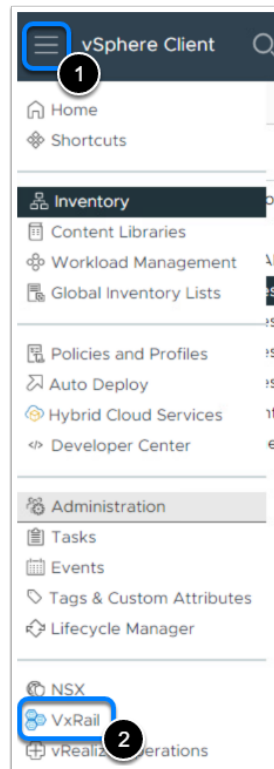 vSphere Client
1
Home
Shortcuts
Inventory
Content Libraries
Workload Management
Global Inventory Lists
Policies and Profiles
Auto Deploy
Hybrid Cloud Services
Developer Center
Administration
Tasks
Events
Tags & Custom Attributes
Lifecycle Manager
NSX
VxRail
2